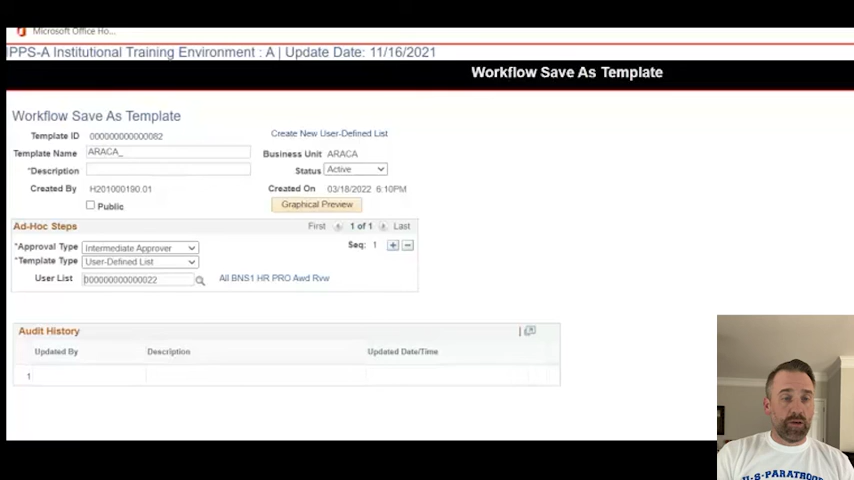 Microsoft Office Ho...
IPPS-A Institutional Training Environment : A | Update Date: 11/16/2021
Workflow Save As Template
Workflow Save As Template
Template ID 000000000000082 Create New User-Defined List
Template Name ARACA_ Business Unit ARACA
*Description Status Active
Created By H201000190:01 Created On 03/18/2022 6:10PM
Public Graphical Preview
Ad-Hoc Steps First 1 of 1 Last
*Approval Type Intermediate Approver Seq: 1
*Template Type User-Defined List
User List 000000000000022 All BNS1 HR PRO Awd Rvw
Audit History
Updated By Description Updated Date/Time
1
U·S·PARATROOP